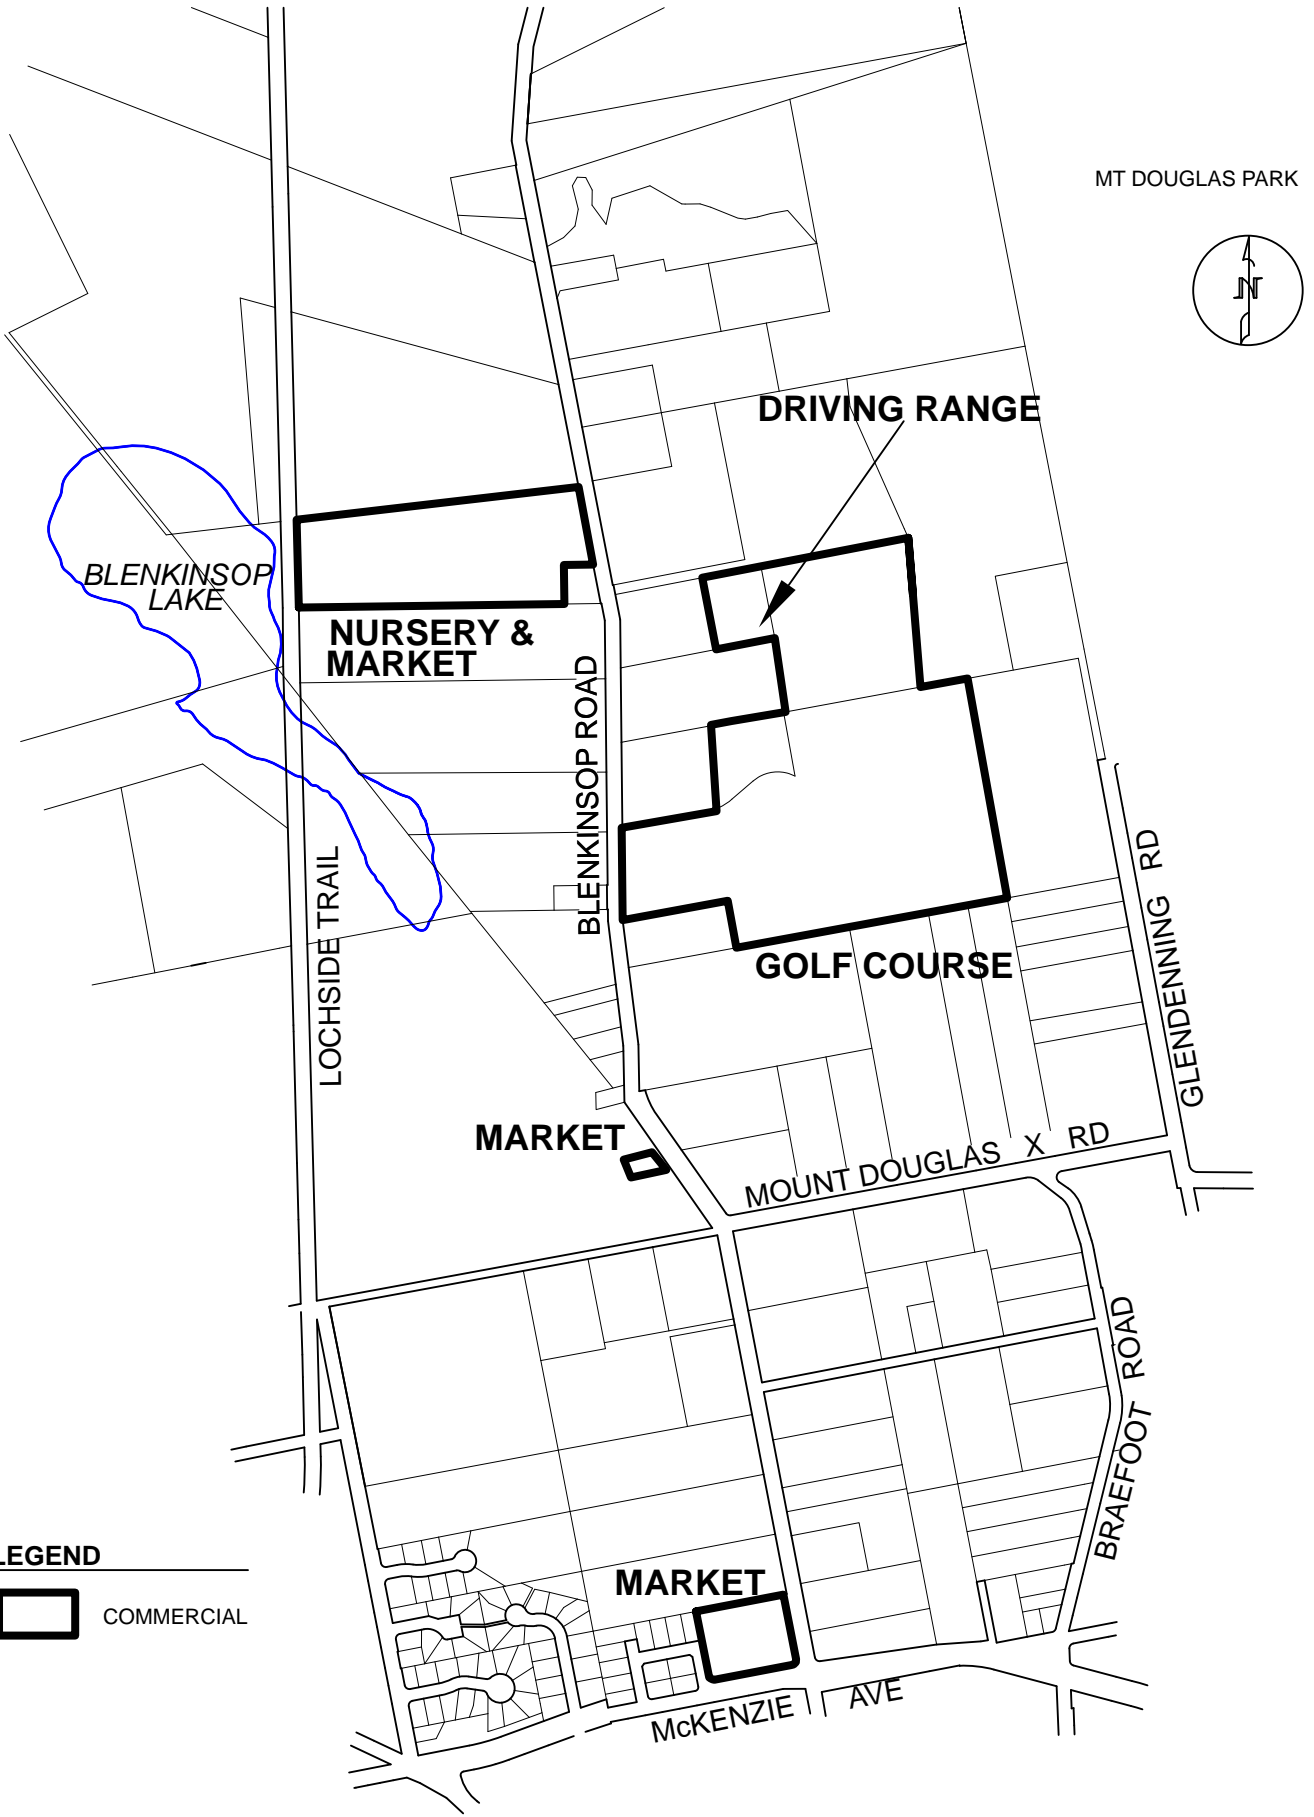 MT DOUGLAS PARK
N
DRIVING RANGE
BLENKINSOP
LAKE
NURSERY &
MARKET
BLENKINSOP ROAD
LOCHSIDE TRAIL
GOLF COURSE
GLENDENNING RD
MARKET
MOUNT DOUGLAS X RD
BRAEFOOT ROAD
LEGEND
COMMERCIAL
MARKET
McKENZIE AVE